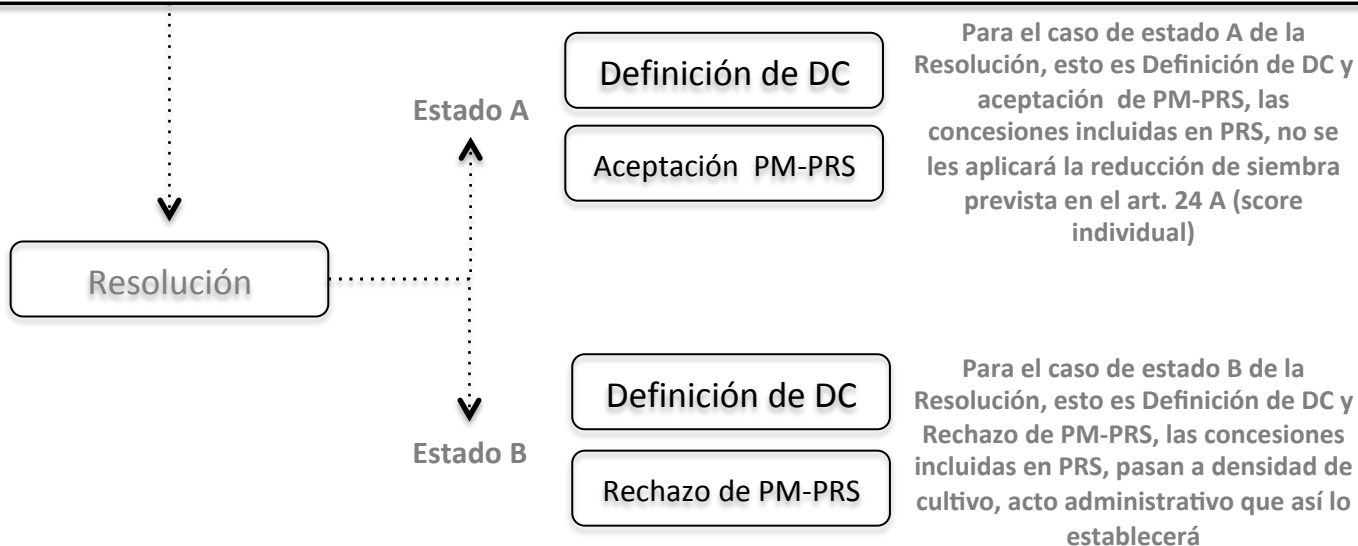 Estado A
Definición de DC
Aceptación PM-PRS
Para el caso de estado A de la
Resolución, esto es Definición de DC y
aceptación de PM-PRS, las
concesiones incluidas en PRS, no se
les aplicará la reducción de siembra
prevista en el art. 24 A (score
individual)
Resolución
Estado B
Definición de DC
Rechazo de PM-PRS
Para el caso de estado B de la
Resolución, esto es Definición de DC y
Rechazo de PM-PRS, las concesiones
incluidas en PRS, pasan a densidad de
cultivo, acto administrativo que así lo
establecerá